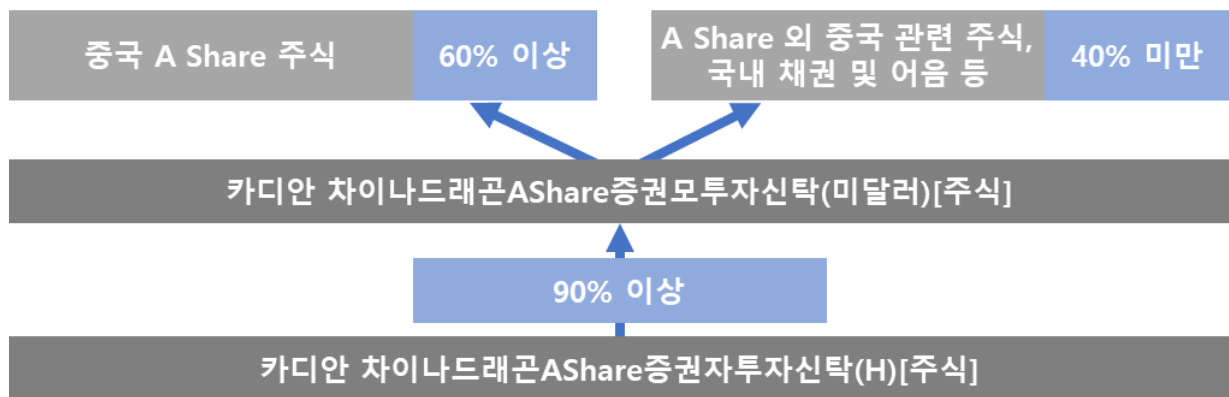 중국 A Share 주식
60% 이상
A Share 외 중국 관련 주식,
국내 채권 및 어음 등
40% 미만
카디안 차이나드래곤AShare증권모투자신탁(미달러)[주식]
90% 이상
카디안 차이나드래곤AShare증권자투자신탁(H)[주식]